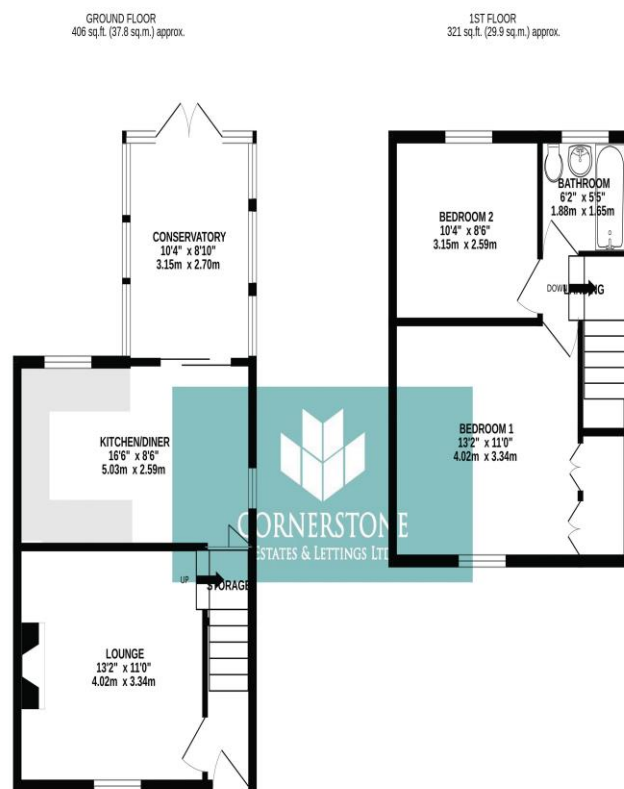 GROUND FLOOR
406 sq.ft. (37.8 sq.m.) approx.
1ST FLOOR
321 sq.ft. (29.9 sq.m.) approx.
CONSERVATORY
10'4" x 8'10"
3.15m x 2.70m
KITCHEN/DINER
16'6" x 8'6"
5.03m x 2.59m
UP
STORAGE
LOUNGE
13'2" x 11'0"
4.02m x 3.34m
BEDROOM 2
10'4" x 8'6"
3.15m x 2.59m
BATHROOM
6'2" x 5'5"
1.88m x 1.65m
DOWN
LANDING
BEDROOM 1
13'2" x 11'0"
4.02m x 3.34m
CORNERSTONE
ESTATES & LETTINGS LTD